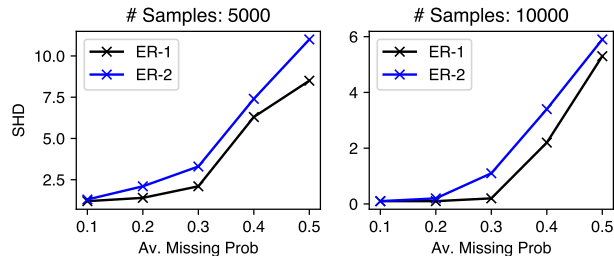 # Samples: 5000
# Samples: 10000
SHD
10.0
7.5
5.0
2.5
ER-1
ER-2
0.1 0.2 0.3 0.4 0.5
Av. Missing Prob
6
4
2
0
ER-1
ER-2
0.1 0.2 0.3 0.4 0.5
Av. Missing Prob